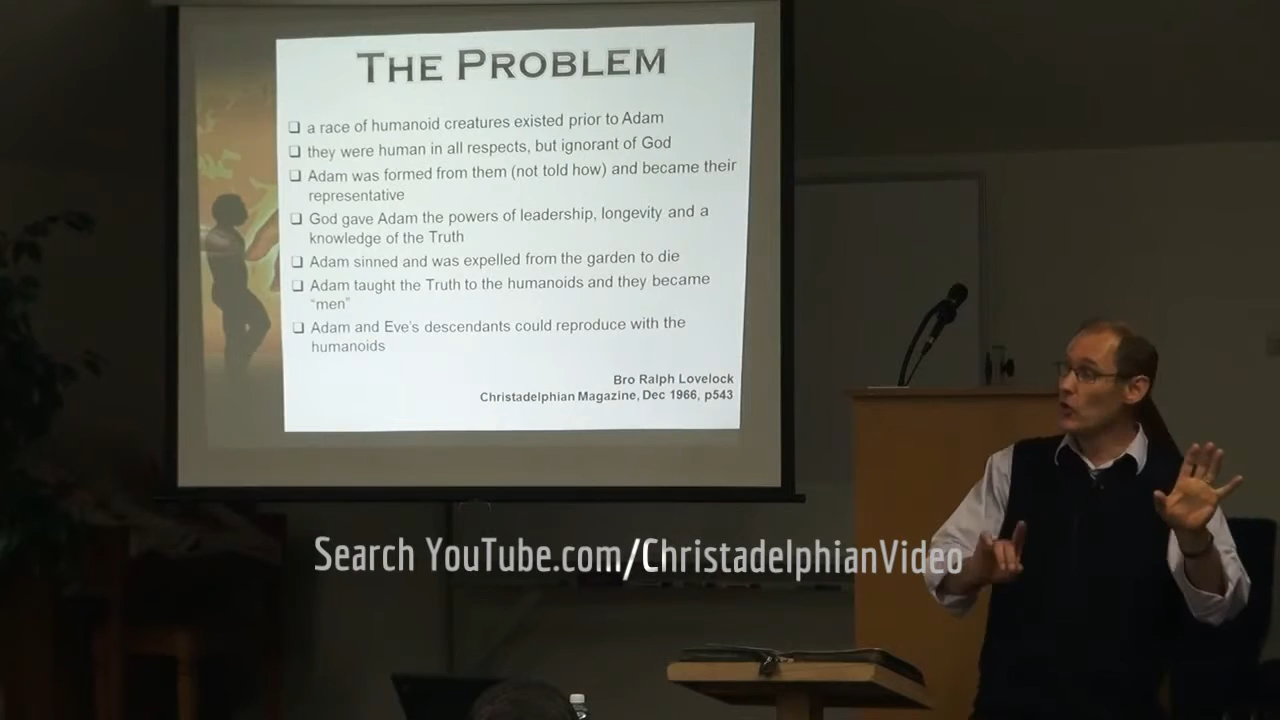 THE PROBLEM
❑ a race of humanoid creatures existed prior to Adam
❑ they were human in all respects, but ignorant of God
❑ Adam was formed from them (not told how) and became their
representative
❑ God gave Adam the powers of leadership, longevity and a
knowledge of the Truth
❑ Adam sinned and was expelled from the garden to die
❑ Adam taught the Truth to the humanoids and they became
“men”
❑ Adam and Eve’s descendants could reproduce with the
humanoids
Bro Ralph Lovelock
Christadelphian Magazine, Dec 1966, p543
Search YouTube.com/ChristadelphianVideo